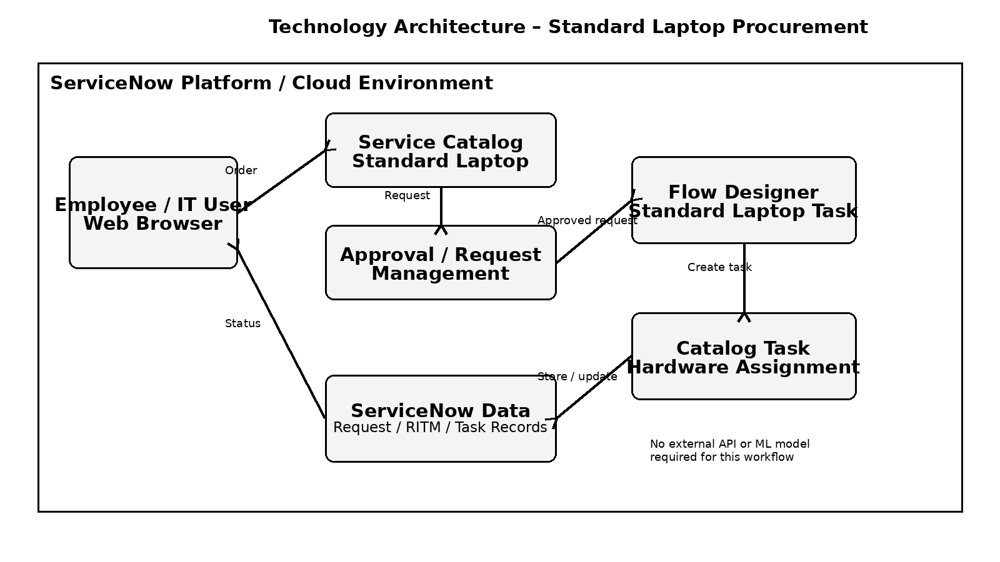 Technology Architecture – Standard Laptop Procurement
ServiceNow Platform / Cloud Environment
Employee / IT User
Web Browser
Order
Service Catalog
Standard Laptop
Request
Approval / Request
Management
Approved request
Flow Designer
Standard Laptop Task
Create task
Catalog Task
Hardware Assignment
Store / update
ServiceNow Data
Request / RITM / Task Records
Status
No external API or ML model
required for this workflow